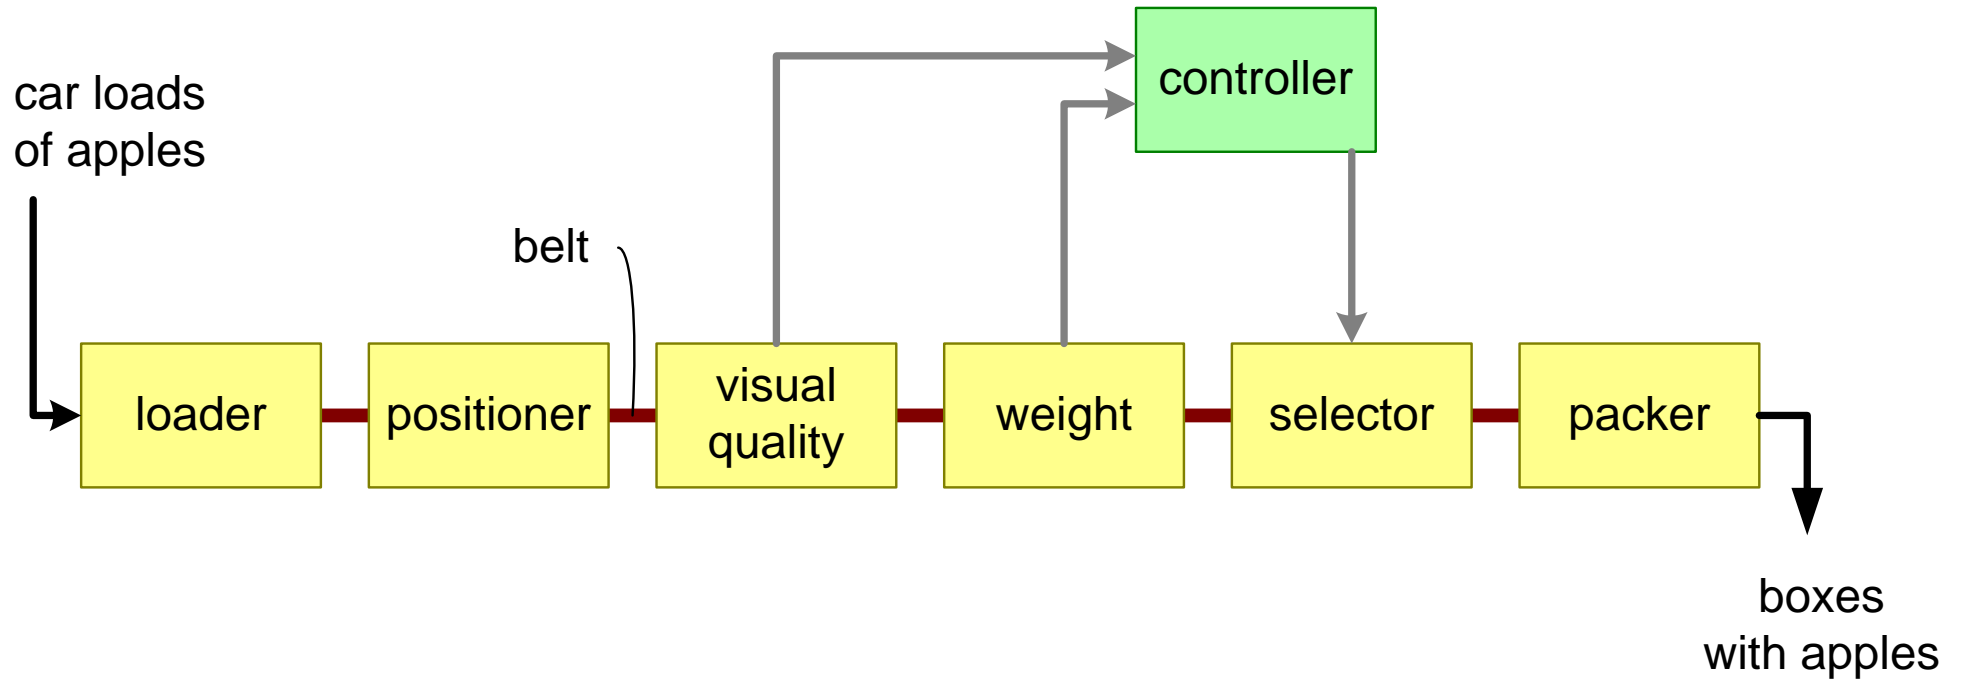 controller
car loads
of apples
belt
loader
positioner
visual
quality
weight
selector
packer
boxes
with apples